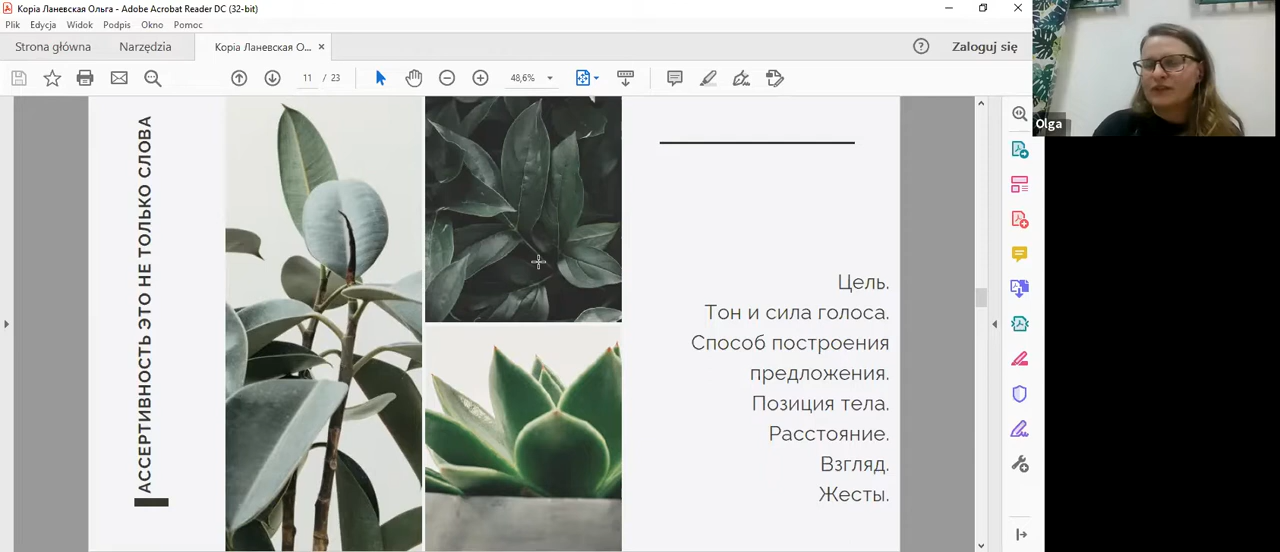 Kopia Ланевская Ольга - Adobe Acrobat Reader DC (32-bit)
Plik Edycja Widok Podpis Okno Pomoc
Strona główna Narzędzia Kopia Ланевская О... × Zaloguj się
11 / 23 48,6%
Olga
АССЕРТИВНОСТЬ ЭТО НЕ ТОЛЬКО СЛОВА
Цель.
Тон и сила голоса.
Способ построения
предложения.
Позиция тела.
Расстояние.
Взгляд.
Жесты.